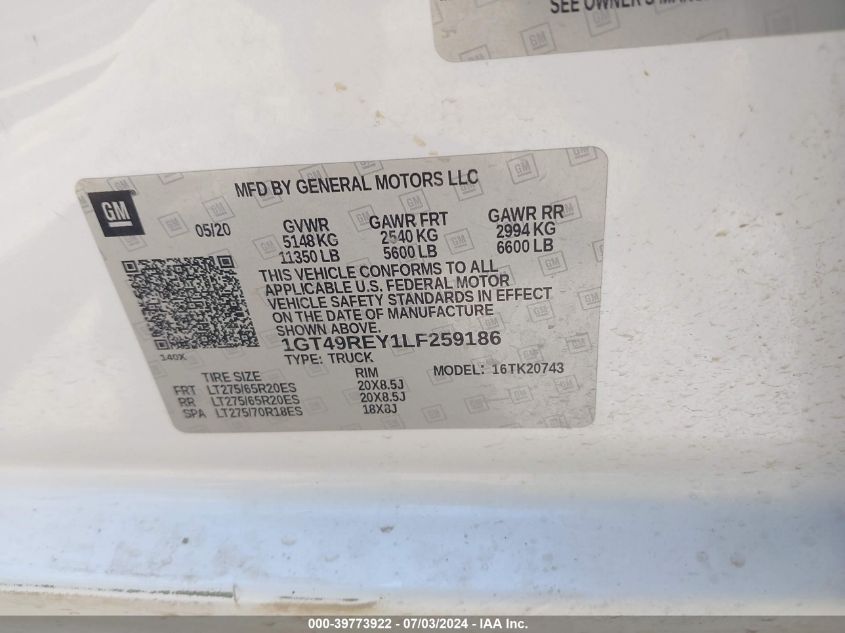 SEE OWNER'S MANUAL
GM
MFD BY GENERAL MOTORS LLC
05/20
GVWR
5148 KG
11350 LB
GAWR FRT
2540 KG
5600 LB
GAWR RR
2994 KG
6600 LB
THIS VEHICLE CONFORMS TO ALL
APPLICABLE U.S. FEDERAL MOTOR
VEHICLE SAFETY STANDARDS IN EFFECT
ON THE DATE OF MANUFACTURE
SHOWN ABOVE.
140X
1GT49REY1LF259186
TYPE: TRUCK
MODEL: 16TK20743
TIRE SIZE RIM
FRT LT275/65R20ES 20X8.5J
RR LT275/65R20ES 20X8.5J
SPA LT275/70R18ES 18X8J
000-39773922 - 07/03/2024 - IAA Inc.